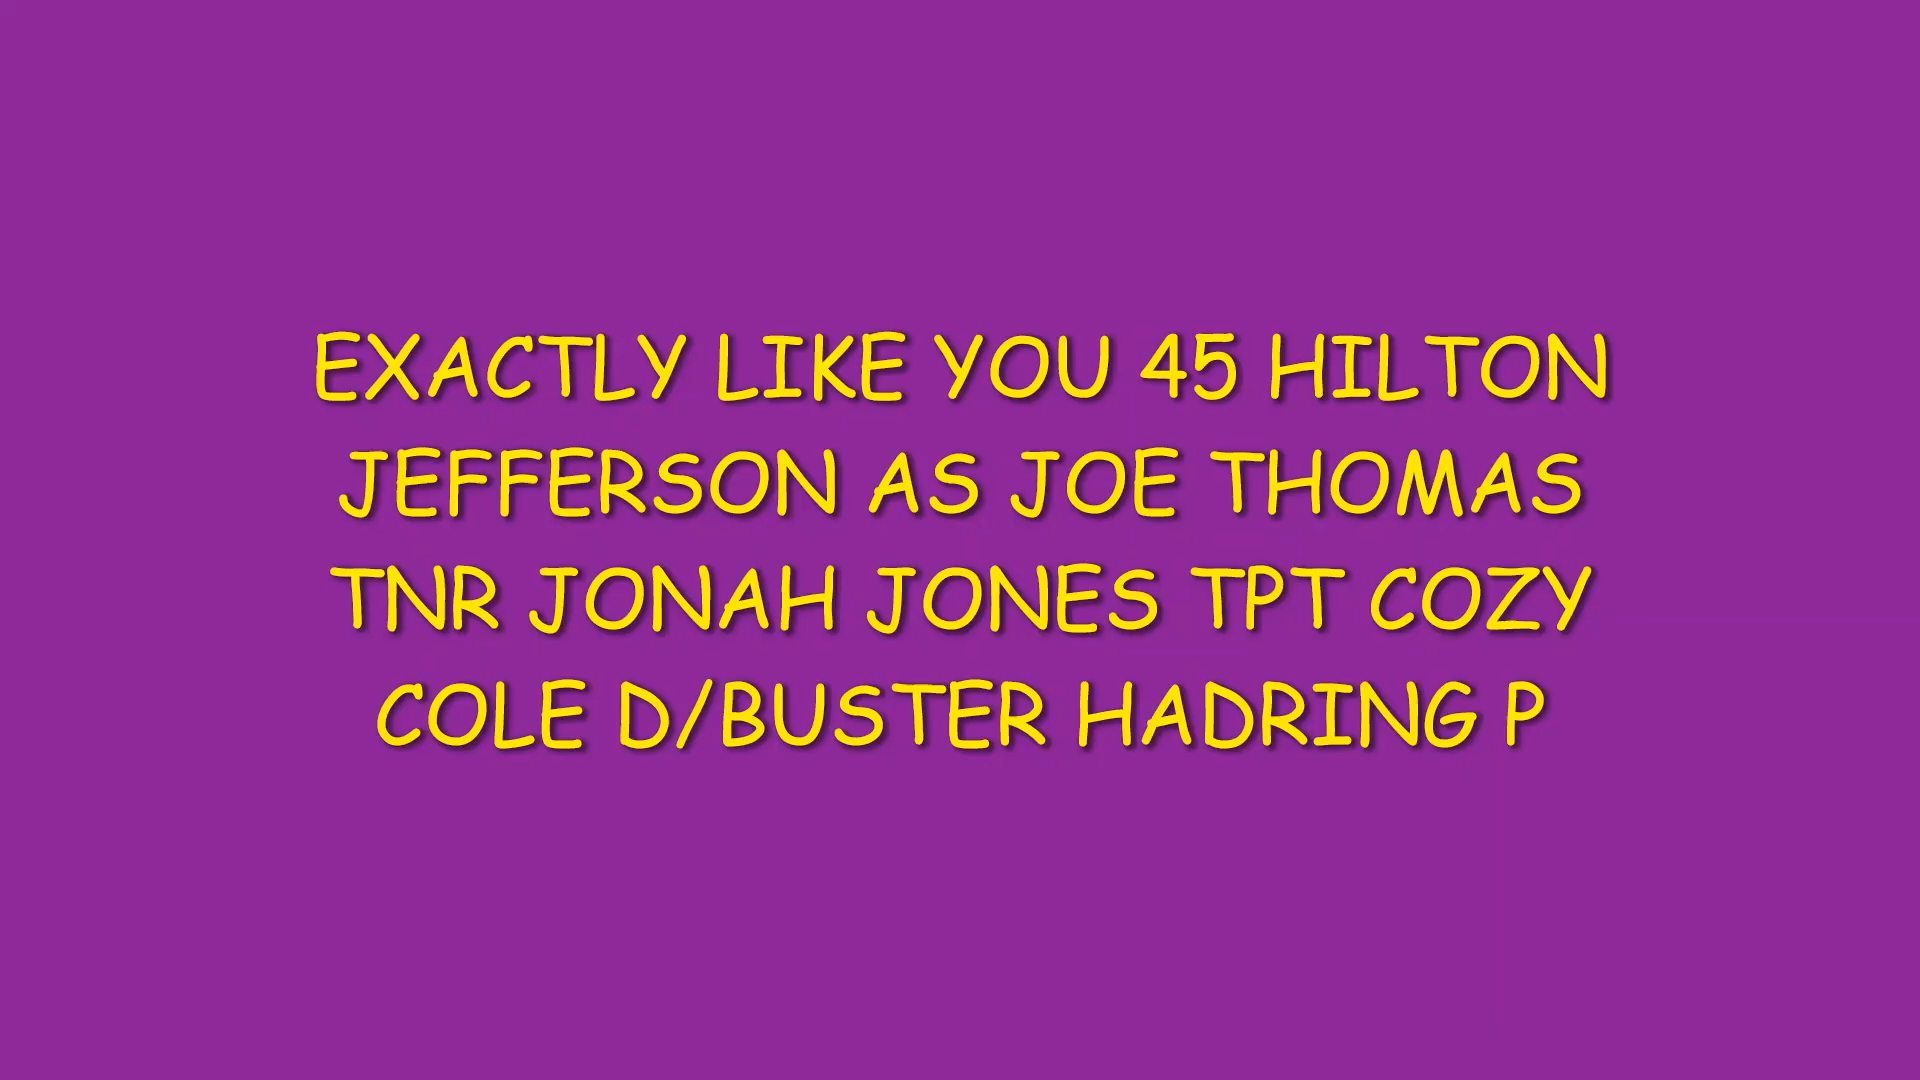 EXACTLY LIKE YOU 45 HILTON
JEFFERSON AS JOE THOMAS
TNR JONAH JONES TPT COZY
COLE D/BUSTER HADRING P